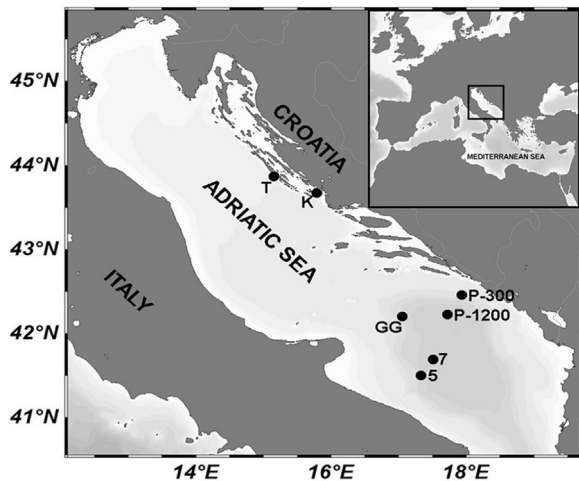 45°N
44°N
43°N
42°N
41°N
14°E
16°E
18°E
CROATIA
ADRIATIC SEA
ITALY
T
K
P-300
P-1200
GG
7
5
MEDITERRANEAN SEA